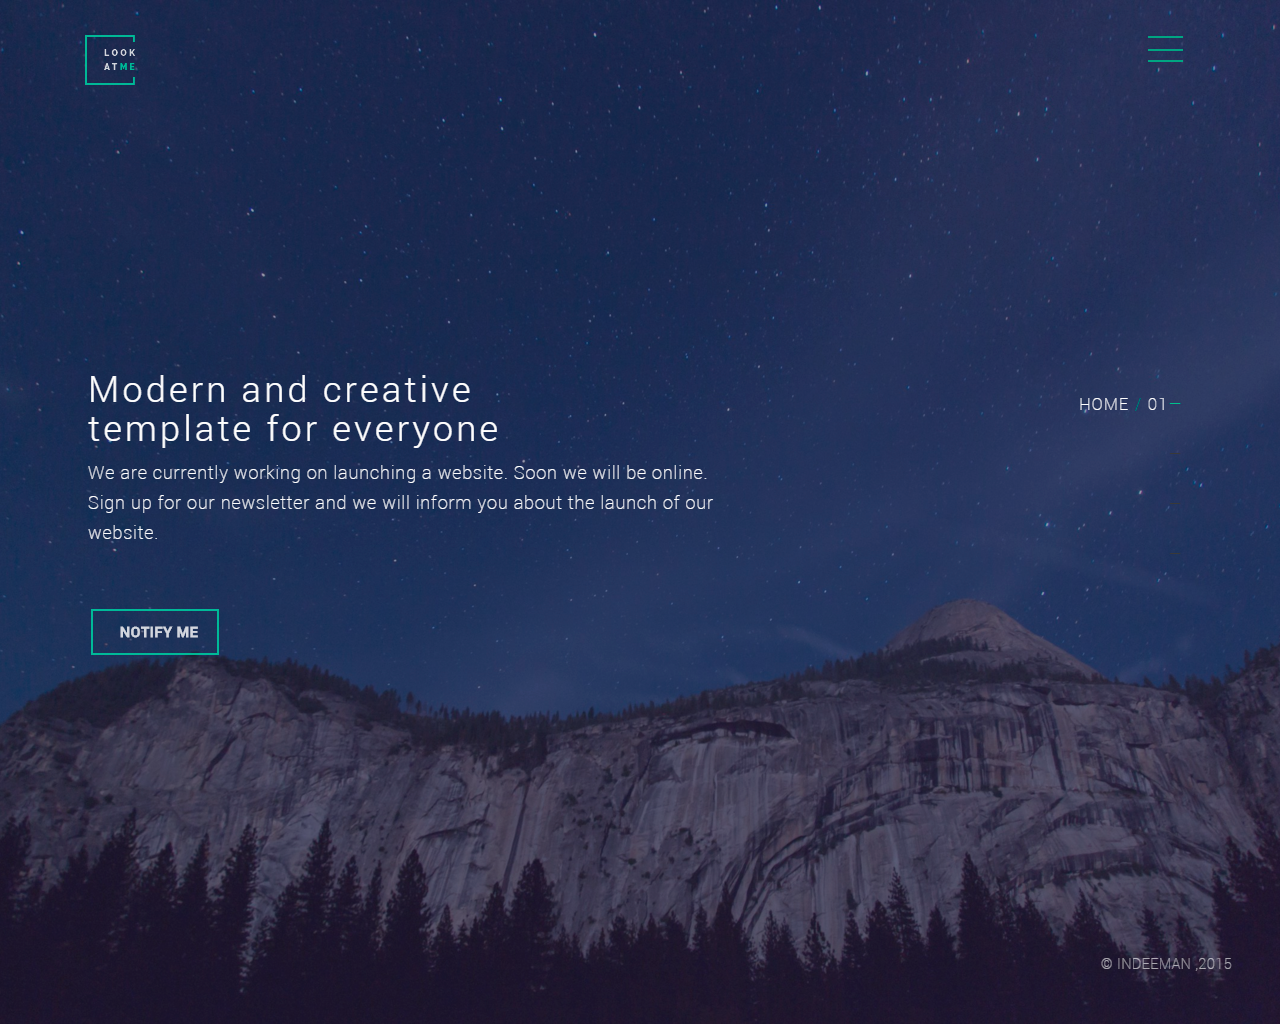 LOOK
ATME
Modern and creative
template for everyone
HOME / 01
We are currently working on launching a website. Soon we will be online.
Sign up for our newsletter and we will inform you about the launch of our
website.
NOTIFY ME
© INDEEMAN ,2015